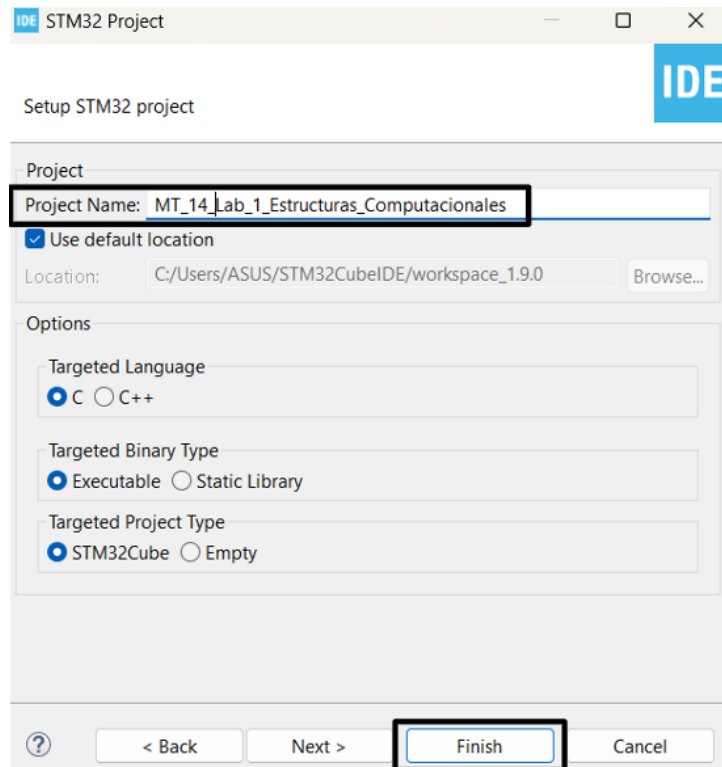 IDE STM32 Project
IDE
Setup STM32 project
Project
Project Name: MT_14_Lab_1_Estructuras_Computacionales
Use default location
Location: C:/Users/ASUS/STM32CubeIDE/workspace_1.9.0 Browse...
Options
Targeted Language
C C++
Targeted Binary Type
Executable Static Library
Targeted Project Type
STM32Cube Empty
? < Back Next > Finish Cancel